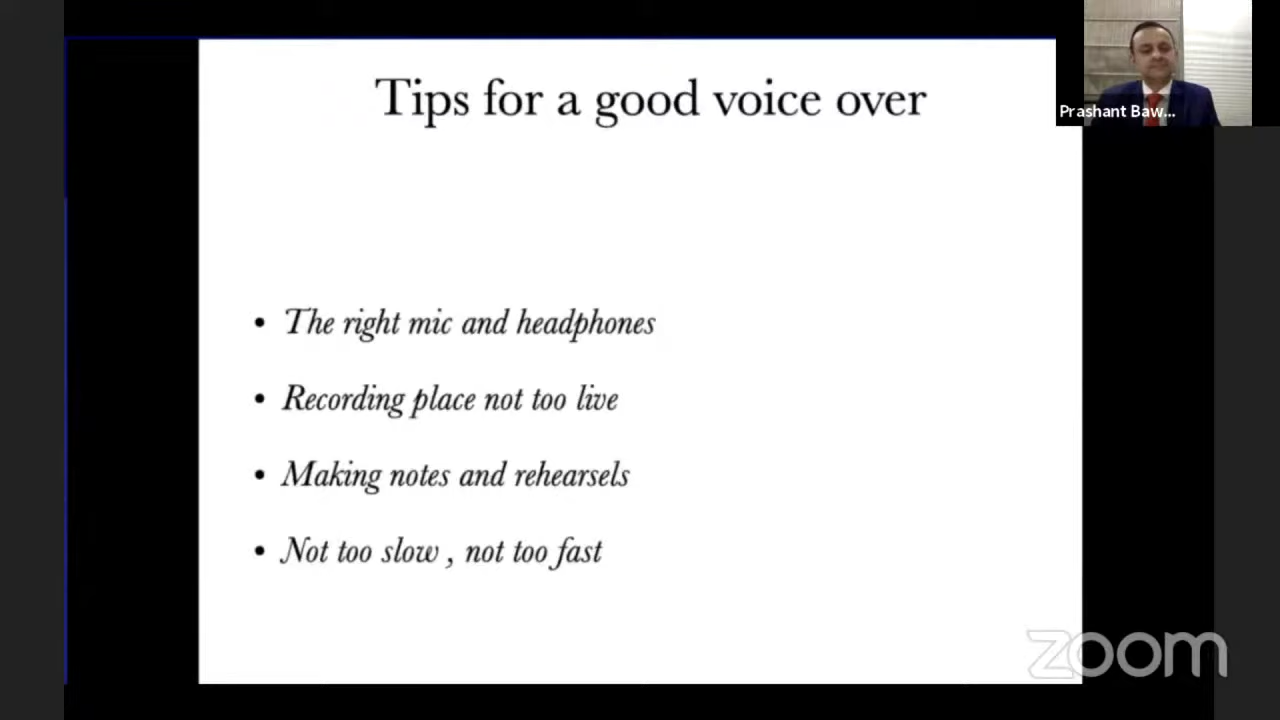 Tips for a good voice over
Prashant Baw...
• The right mic and headphones
• Recording place not too live
• Making notes and rehearsels
• Not too slow , not too fast
zoom